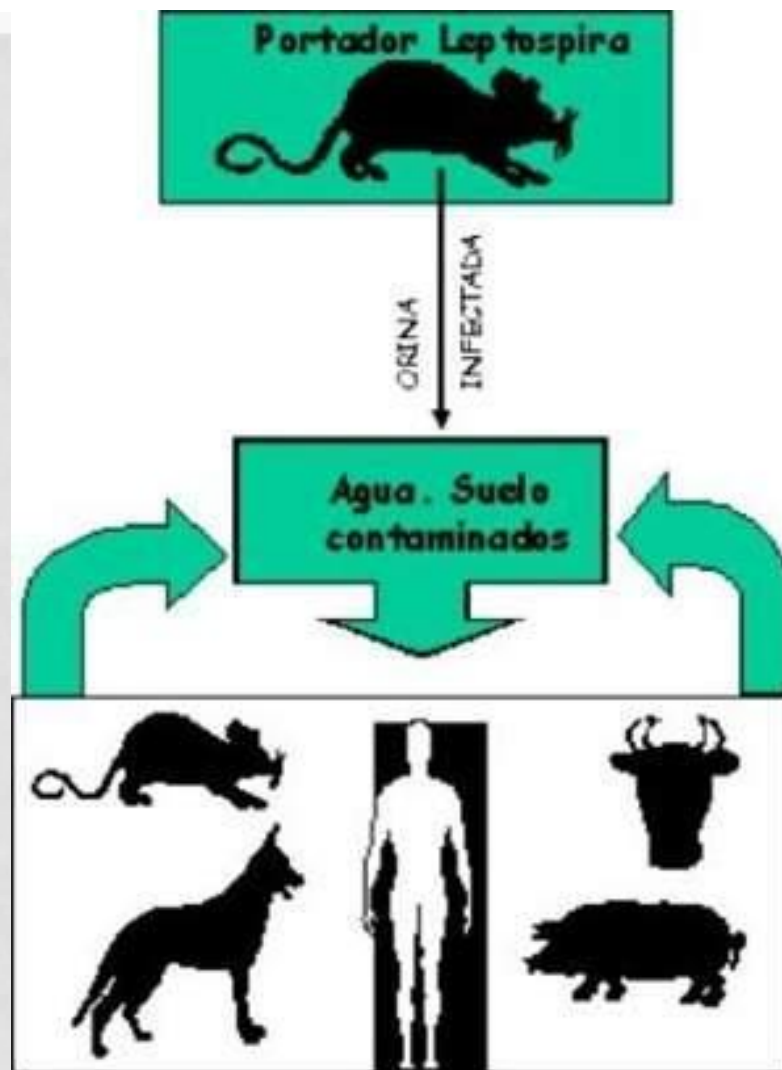 Portador Leptospira
ORINA
INFECTADA
Agua. Suelo
contaminados